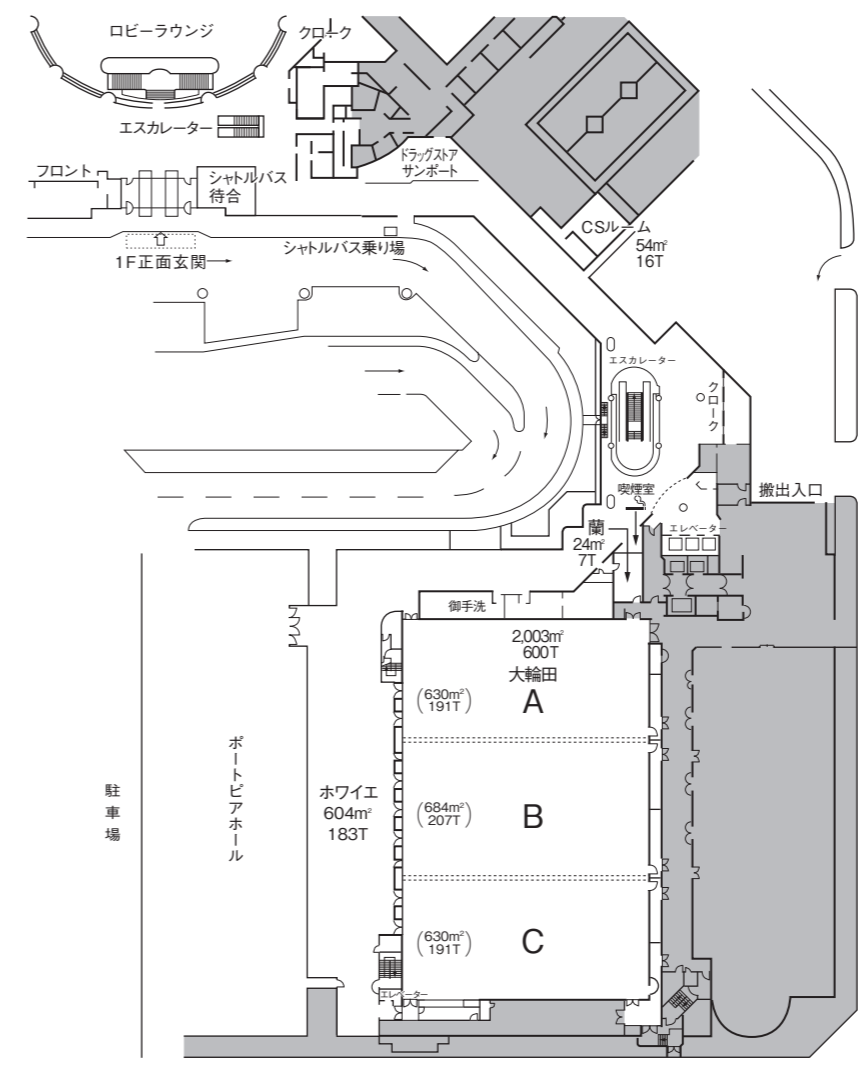 ロビーラウンジ
クローク
エスカレーター
ドラッグストア
サンポート
フロント
シャトルバス
待合
CSルーム
54㎡
16T
シャトルバス乗り場
1F正面玄関
エスカレーター
クローク
喫煙室
搬出入口
蘭
24㎡
7T
エレベーター
御手洗
2,003㎡
600T
大輪田
(630㎡
191T)
A
ポートピアホール
駐車場
ホワイエ
604㎡
183T
(684㎡
207T)
B
(630㎡
191T)
C
エレベーター